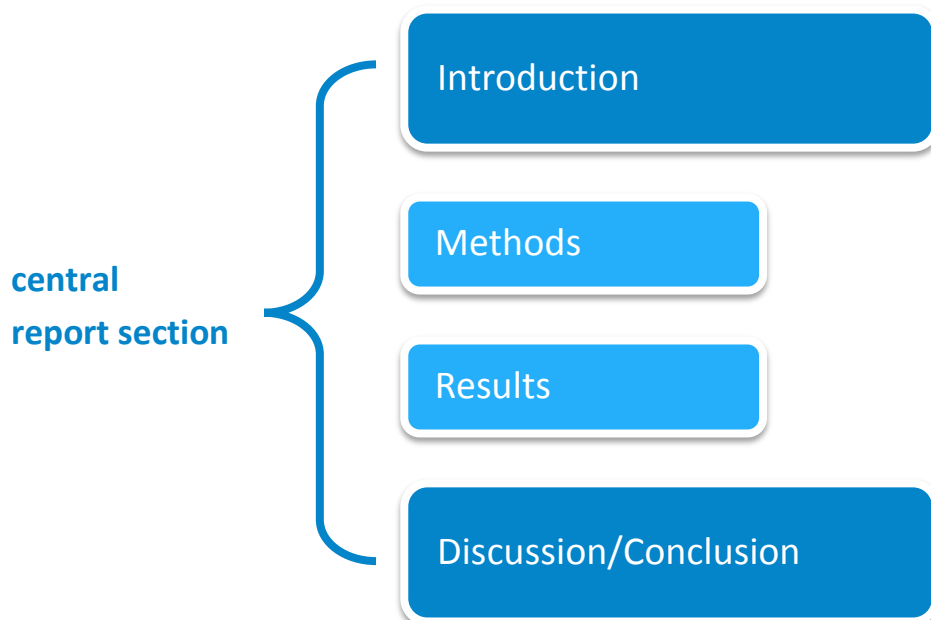 Introduction
Methods
central
report section
Results
Discussion/Conclusion